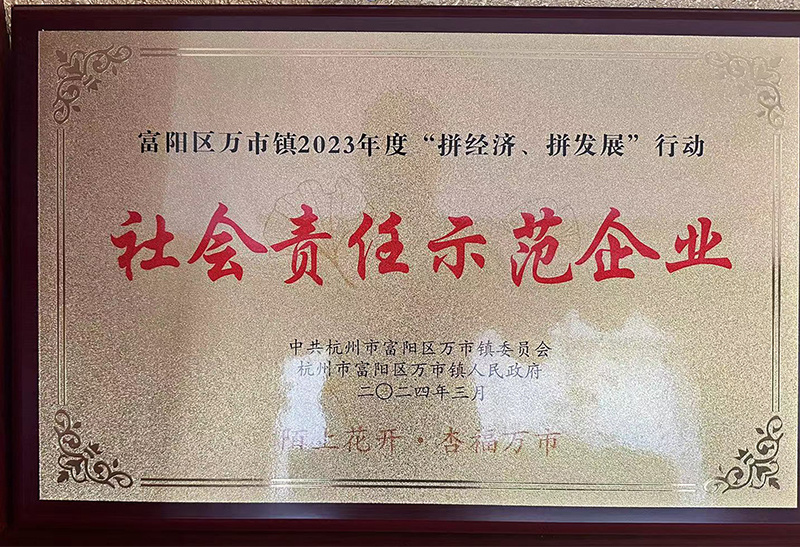 富阳区万市镇2023年度“拼经济、拼发展”行动
社会责任示范企业
中共杭州市富阳区万市镇委员会
杭州市富阳区万市镇人民政府
二〇二四年三月
陌上花开·杏福万市